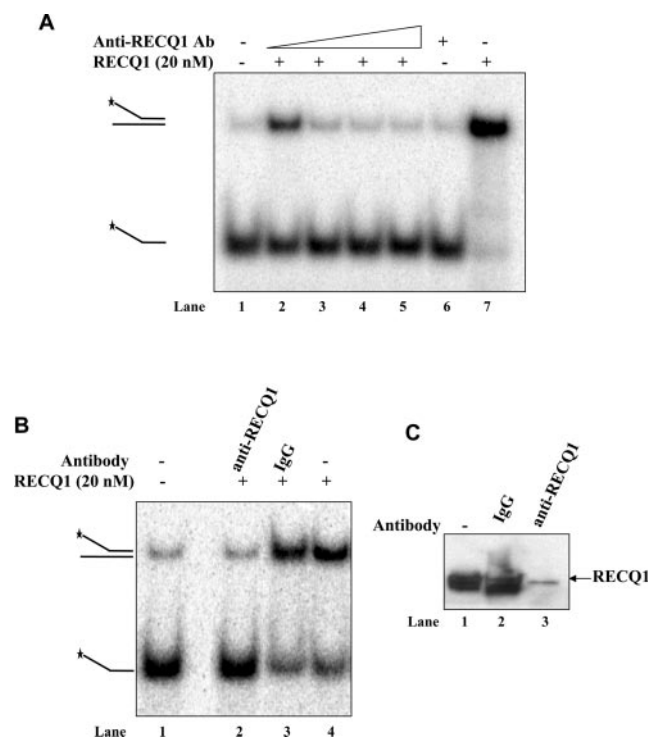 A
Anti-RECQ1 Ab - + -
RECQ1 (20 nM) - + + + + - +
Lane 1 2 3 4 5 6 7
B
Antibody - anti-RECQ1 IgG -
RECQ1 (20 nM) - + + +
Lane 1 2 3 4
C
Antibody - IgG anti-RECQ1
RECQ1
Lane 1 2 3